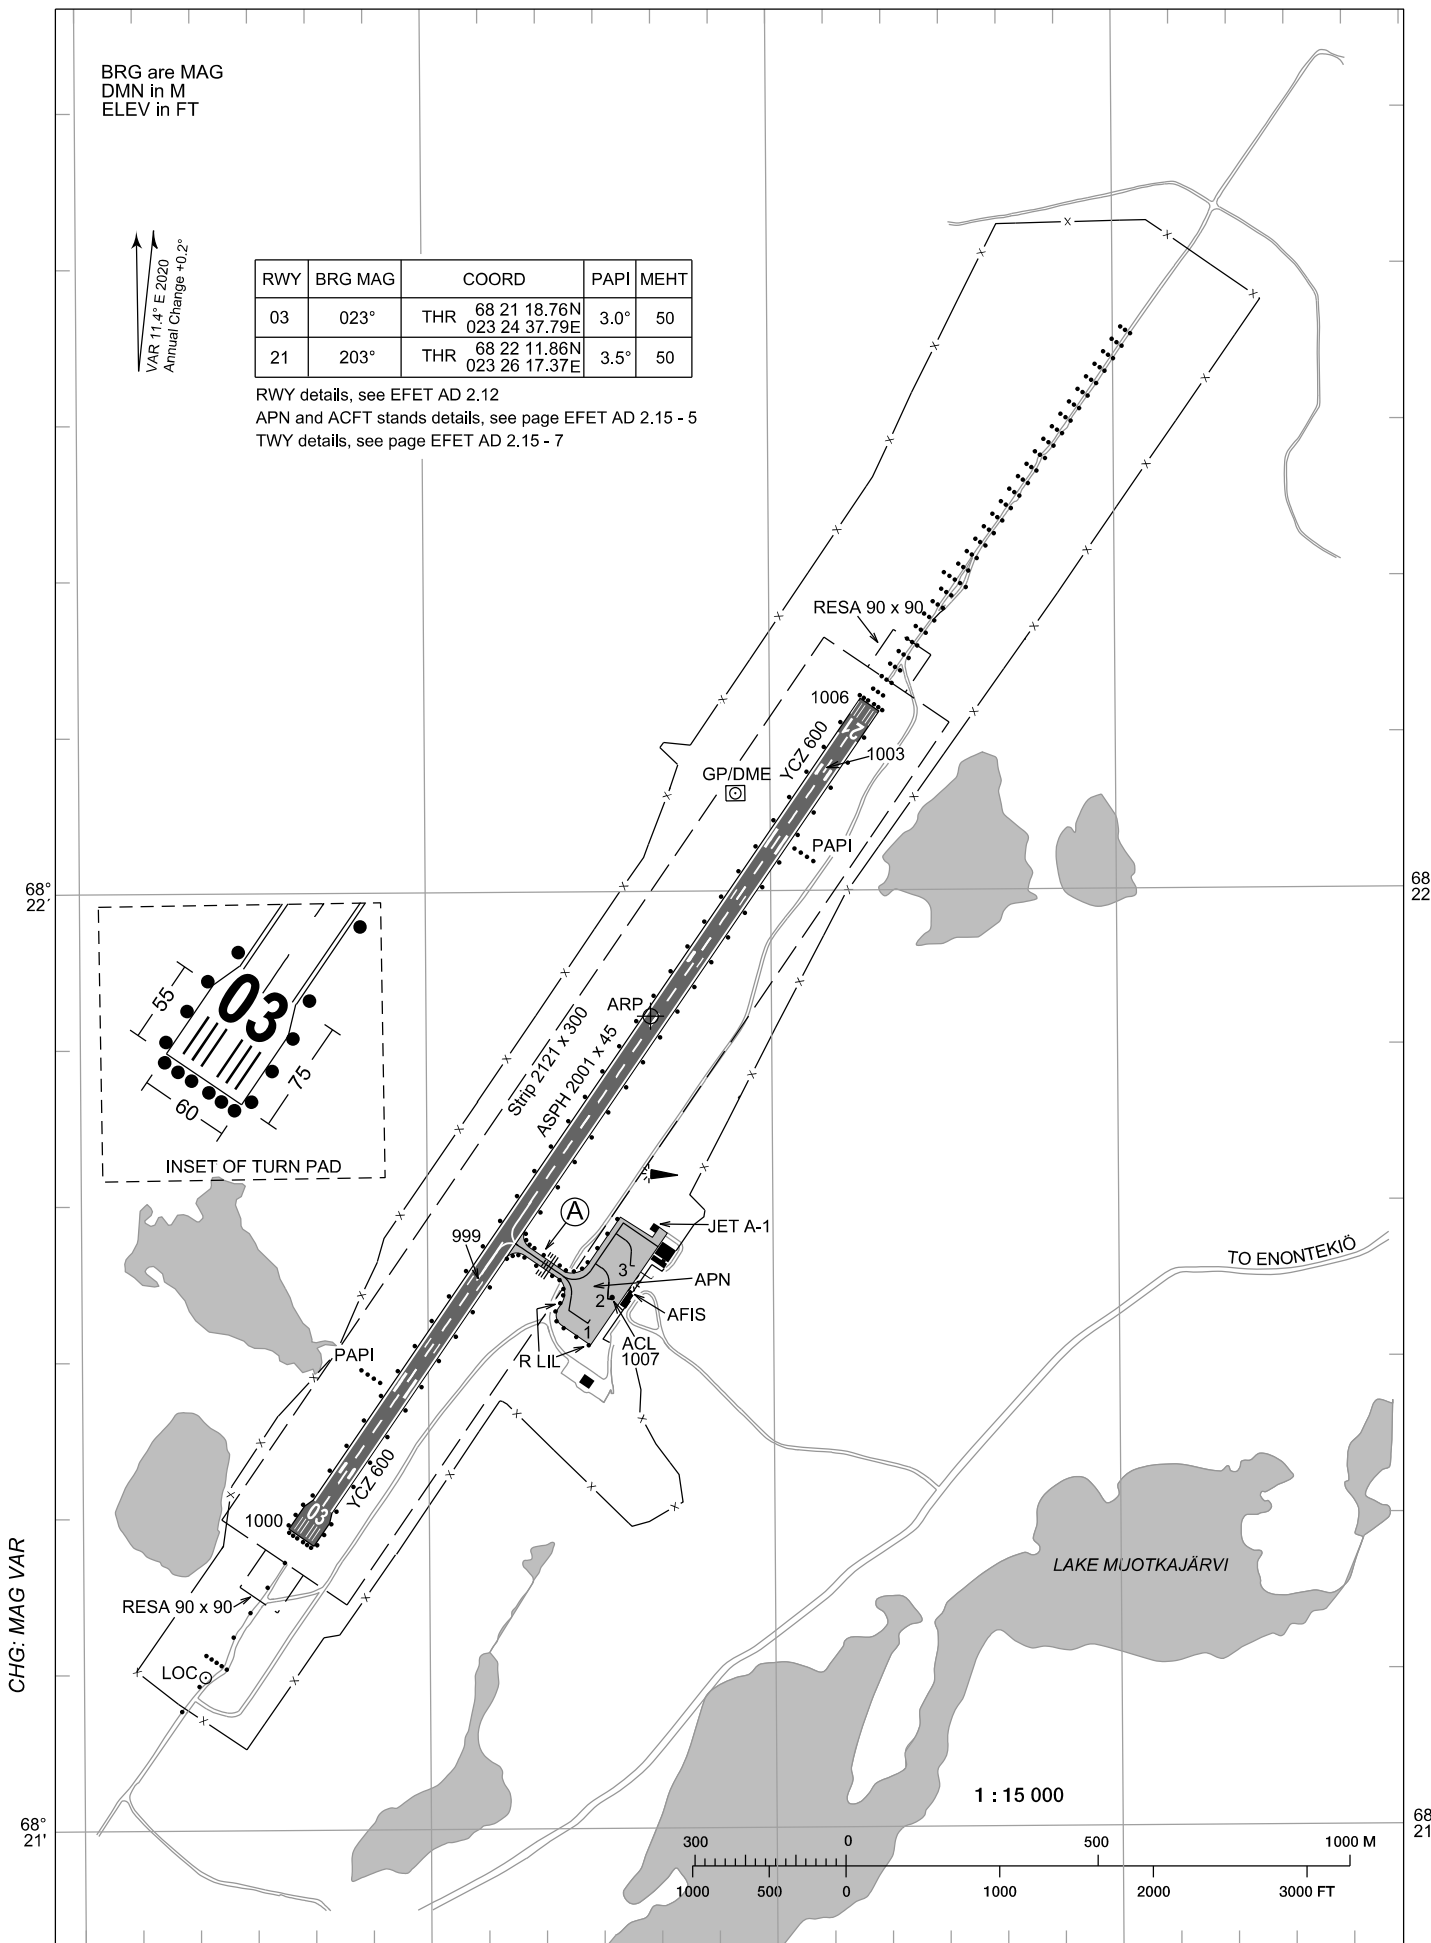 BRG are MAG
DMN in M
ELEV in FT
VAR 11.4° E 2020
Annual Change +0.2°
RWY BRG MAG COORD PAPI MEHT
03 023° THR 68 21 18.76N 023 24 37.79E 3.0° 50
21 203° THR 68 22 11.86N 023 26 17.37E 3.5° 50
RWY details, see EFET AD 2.12
APN and ACFT stands details, see page EFET AD 2.15 - 5
TWY details, see page EFET AD 2.15 - 7
RESA 90 x 90
1006
21
YCZ 600
1003
GP/DME
PAPI
68°
22'
68
22
03
55
75
60
INSET OF TURN PAD
ARP
Strip 2121 x 300
ASPH 2001 x 45
A
JET A-1
999
3
APN
TO ENONTEKIÖ
2
AFIS
1
ACL
1007
R LIL
PAPI
YCZ 600
03
1000
RESA 90 x 90
LOC
LAKE MUOTKAJÄRVI
CHG: MAG VAR
1 : 15 000
68°
21'
68
21
300 0 500 1000 M
1000 500 0 1000 2000 3000 FT